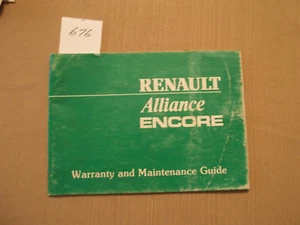 676
RENAULT
Alliance
ENCORE
Warranty and Maintenance Guide